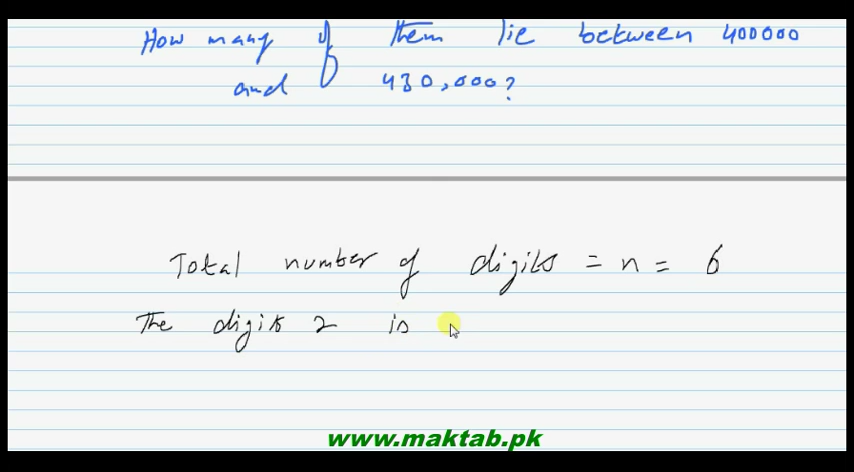 How many of them lie between 400000
and 430,000?
Total number of digits = n = 6
The digit 2 is
www.maktab.pk